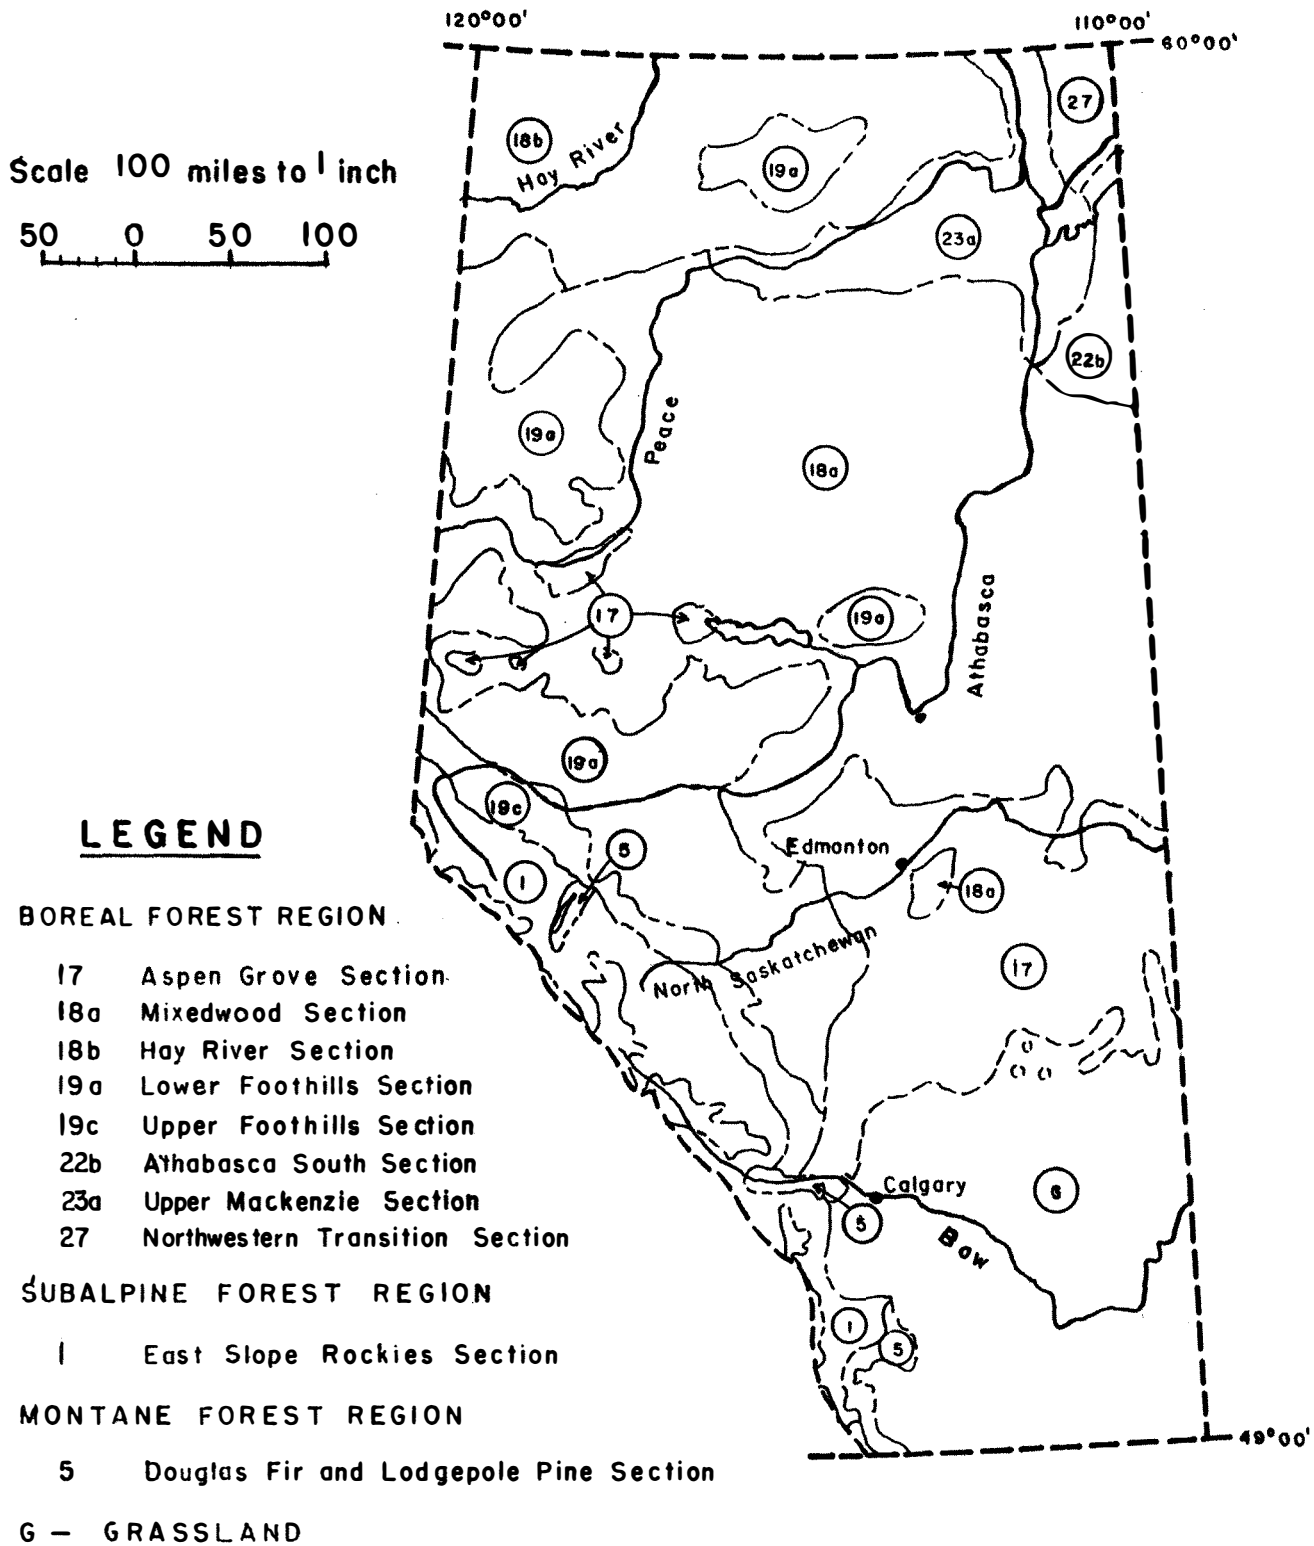 120°00'
110°00'
60°00'
27
18b
Hay River
19a
Scale 100 miles to 1 inch
50 0 50 100
23a
22b
19a
Peace
18a
17
19a
Athabasca
19a
19c
5
Edmonton
1
18a
North Saskatchewan
17
Calgary
G
5
Bow
1
5
49°00'
LEGEND
BOREAL FOREST REGION
17 Aspen Grove Section
18a Mixedwood Section
18b Hay River Section
19a Lower Foothills Section
19c Upper Foothills Section
22b Athabasca South Section
23a Upper Mackenzie Section
27 Northwestern Transition Section
SUBALPINE FOREST REGION
1 East Slope Rockies Section
MONTANE FOREST REGION
5 Douglas Fir and Lodgepole Pine Section
G — GRASSLAND